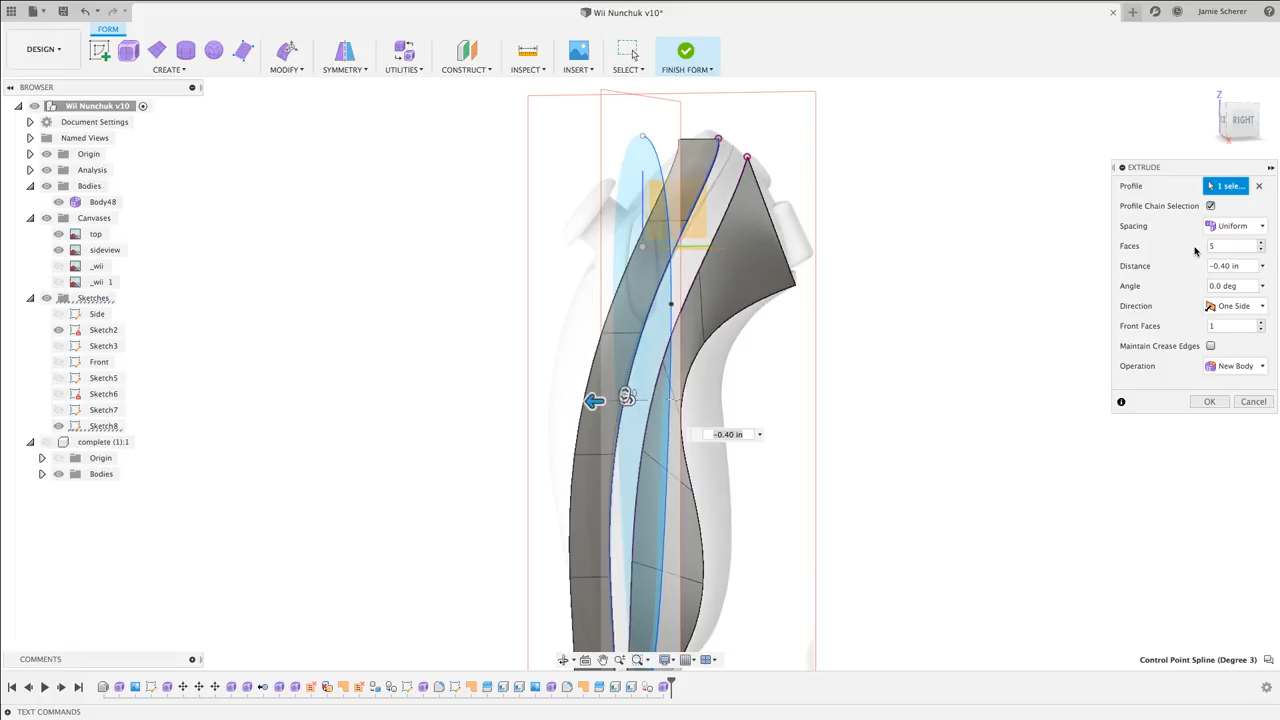 Wii Nunchuk v10*
Jamie Scherer
FORM
DESIGN
CREATE
MODIFY
SYMMETRY
UTILITIES
CONSTRUCT
INSPECT
INSERT
SELECT
FINISH FORM
BROWSER
Wii Nunchuk v10
Document Settings
Named Views
Origin
Analysis
Bodies
Body48
Canvases
top
sideview
_wii
_wii 1
Sketches
Side
Sketch2
Sketch3
Front
Sketch5
Sketch6
Sketch7
Sketch8
complete (1):1
Origin
Bodies
Z
RIGHT
X
EXTRUDE
Profile 1 sele...
Profile Chain Selection
Spacing Uniform
Faces 5
Distance -0.40 in
Angle 0.0 deg
Direction One Side
Front Faces 1
Maintain Crease Edges
Operation New Body
OK Cancel
-0.40 in
COMMENTS
Control Point Spline (Degree 3)
TEXT COMMANDS